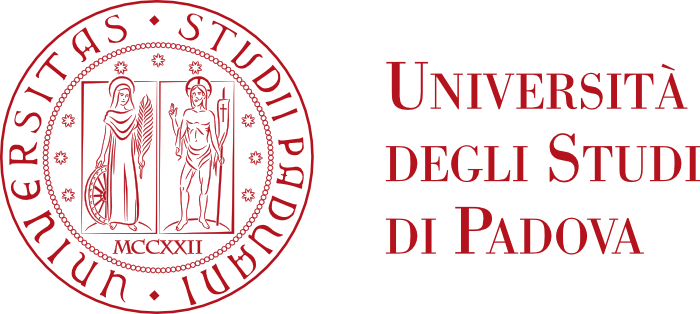 UNIVERSITAS · STUDII PADUANI ·
MCCXXII
UNIVERSITÀ
DEGLI STUDI
DI PADOVA